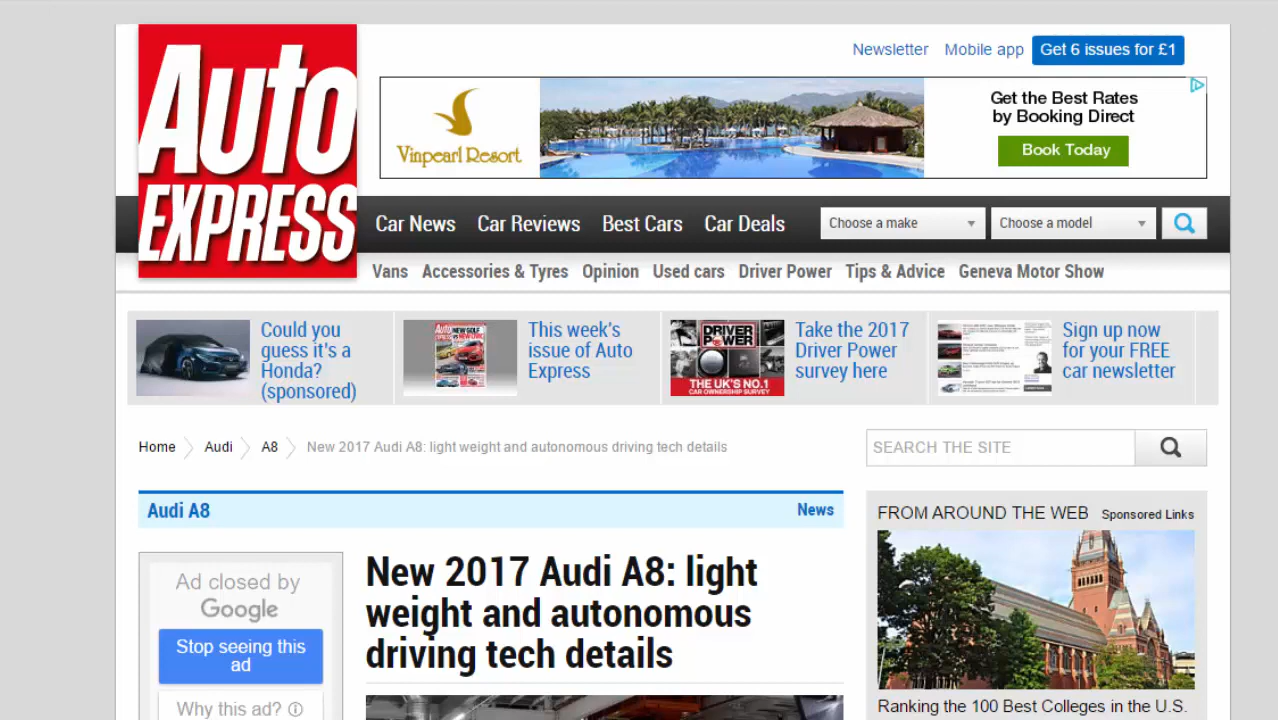 Auto
EXPRESS
Newsletter
Mobile app
Get 6 issues for £1
Vinpearl Resort
Get the Best Rates
by Booking Direct
Book Today
Car News
Car Reviews
Best Cars
Car Deals
Choose a make
Choose a model
Vans
Accessories & Tyres
Opinion
Used cars
Driver Power
Tips & Advice
Geneva Motor Show
Could you
guess it's a
Honda?
(sponsored)
This week's
issue of Auto
Express
DRIVER
POWER
THE UK'S NO.1
CAR OWNERSHIP SURVEY
Take the 2017
Driver Power
survey here
Sign up now
for your FREE
car newsletter
Home
Audi
A8
New 2017 Audi A8: light weight and autonomous driving tech details
SEARCH THE SITE
Audi A8
News
FROM AROUND THE WEB
Sponsored Links
Ad closed by
Google
Stop seeing this
ad
Why this ad?
New 2017 Audi A8: light
weight and autonomous
driving tech details
Ranking the 100 Best Colleges in the U.S.